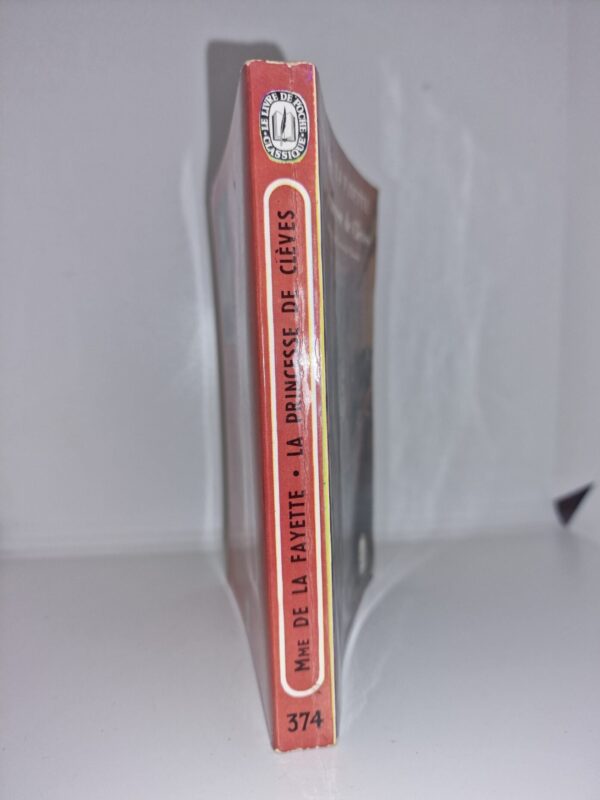 LE LIVRE DE POCHE
CLASSIQUE
MME DE LA FAYETTE • LA PRINCESSE DE CLÈVES
374